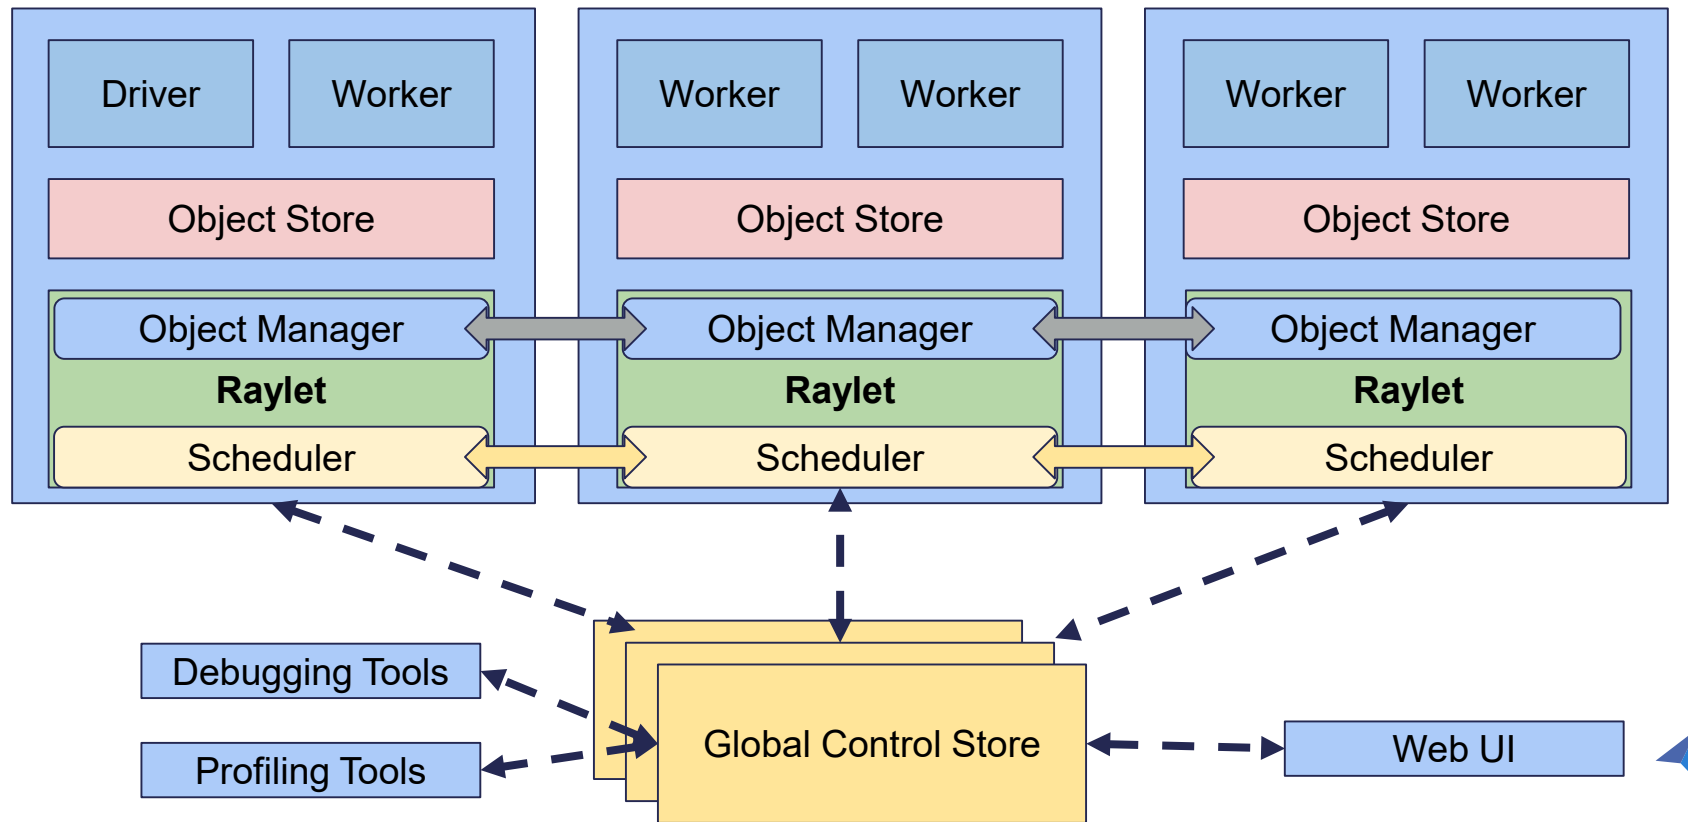 Driver
Worker
Worker
Worker
Worker
Worker
Object Store
Object Store
Object Store
Object Manager
Object Manager
Object Manager
Raylet
Raylet
Raylet
Scheduler
Scheduler
Scheduler
Debugging Tools
Profiling Tools
Global Control Store
Web UI